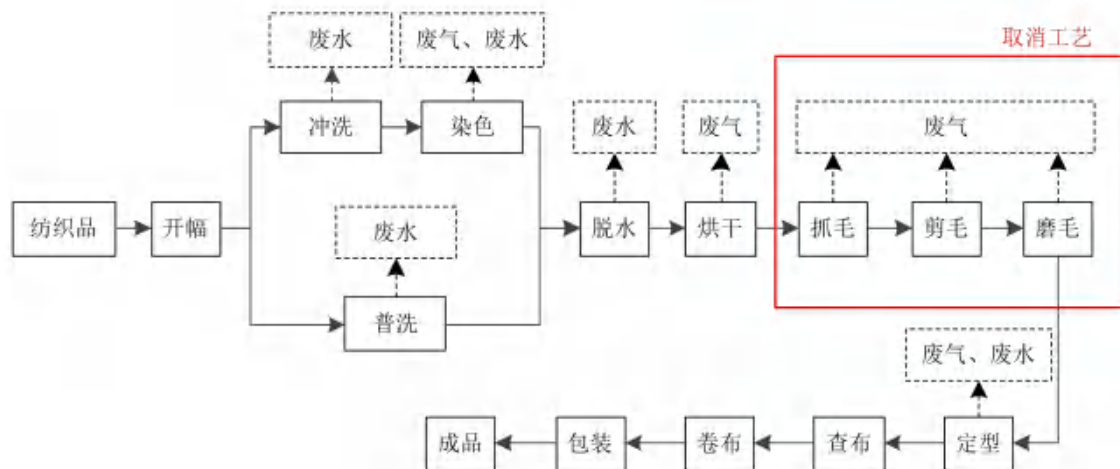 取消工艺
废水
废气、废水
冲洗
染色
废水
废气
废气
纺织品
开幅
废水
脱水
烘干
抓毛
剪毛
磨毛
普洗
废气、废水
成品
包装
卷布
查布
定型